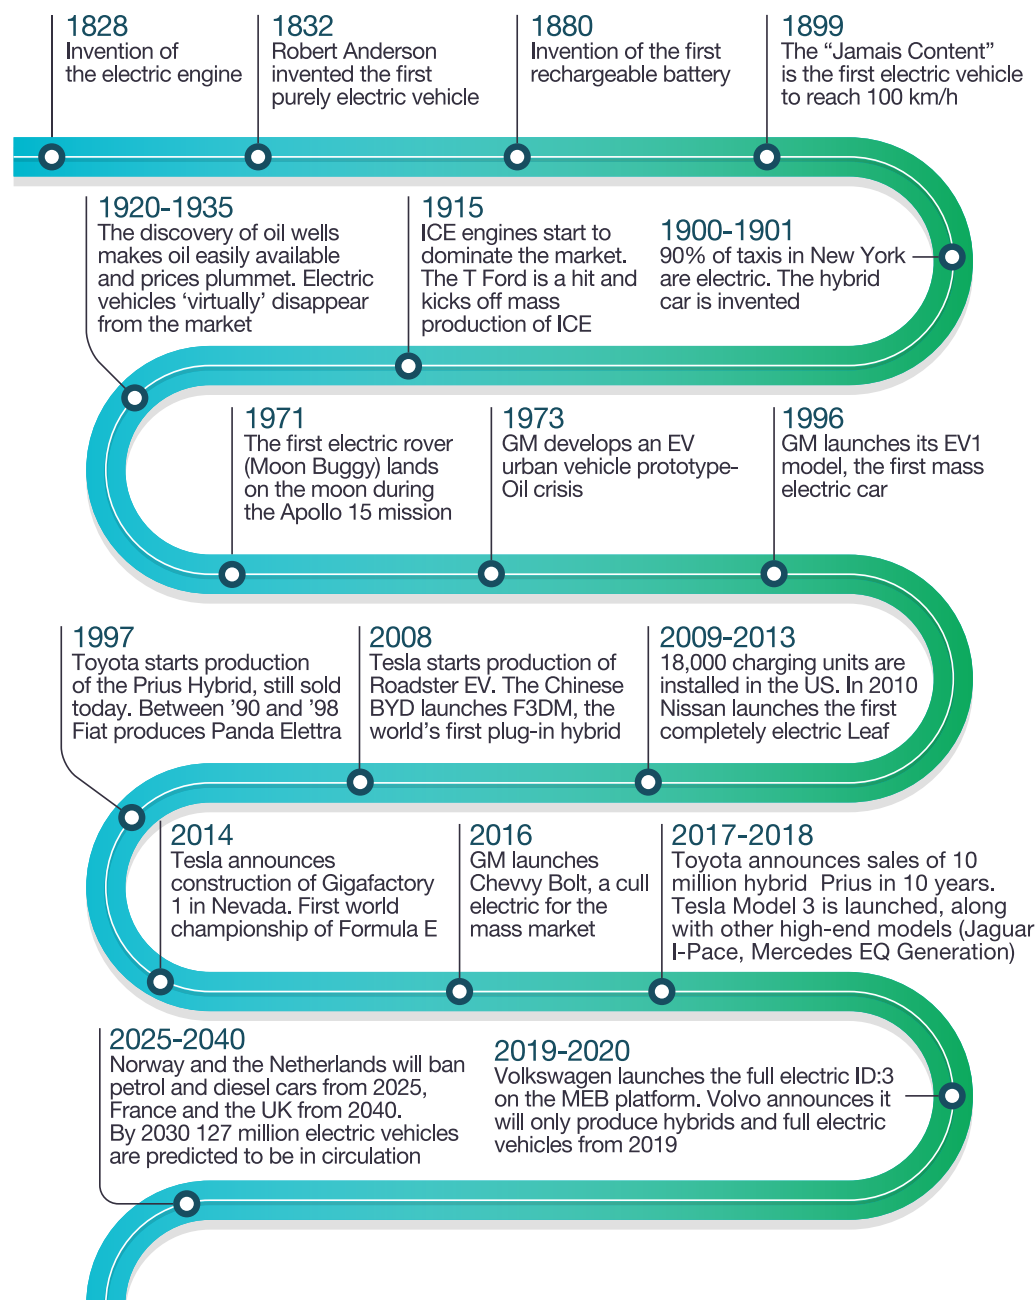 1828
Invention of
the electric engine
1832
Robert Anderson
invented the first
purely electric vehicle
1880
Invention of the first
rechargeable battery
1899
The “Jamais Content”
is the first electric vehicle
to reach 100 km/h
1900-1901
90% of taxis in New York
are electric. The hybrid
car is invented
1915
ICE engines start to
dominate the market.
The T Ford is a hit and
kicks off mass
production of ICE
1920-1935
The discovery of oil wells
makes oil easily available
and prices plummet. Electric
vehicles ‘virtually’ disappear
from the market
1971
The first electric rover
(Moon Buggy) lands
on the moon during
the Apollo 15 mission
1973
GM develops an EV
urban vehicle prototype-
Oil crisis
1996
GM launches its EV1
model, the first mass
electric car
1997
Toyota starts production
of the Prius Hybrid, still sold
today. Between ’90 and ’98
Fiat produces Panda Elettra
2008
Tesla starts production of
Roadster EV. The Chinese
BYD launches F3DM, the
world’s first plug-in hybrid
2009-2013
18,000 charging units are
installed in the US. In 2010
Nissan launches the first
completely electric Leaf
2014
Tesla announces
construction of Gigafactory
1 in Nevada. First world
championship of Formula E
2016
GM launches
Chevvy Bolt, a cull
electric for the
mass market
2017-2018
Toyota announces sales of 10
million hybrid  Prius in 10 years.
Tesla Model 3 is launched, along
with other high-end models (Jaguar
I-Pace, Mercedes EQ Generation)
2019-2020
Volkswagen launches the full electric ID:3
on the MEB platform. Volvo announces it
will only produce hybrids and full electric
vehicles from 2019
2025-2040
Norway and the Netherlands will ban
petrol and diesel cars from 2025,
France and the UK from 2040.
By 2030 127 million electric vehicles
are predicted to be in circulation